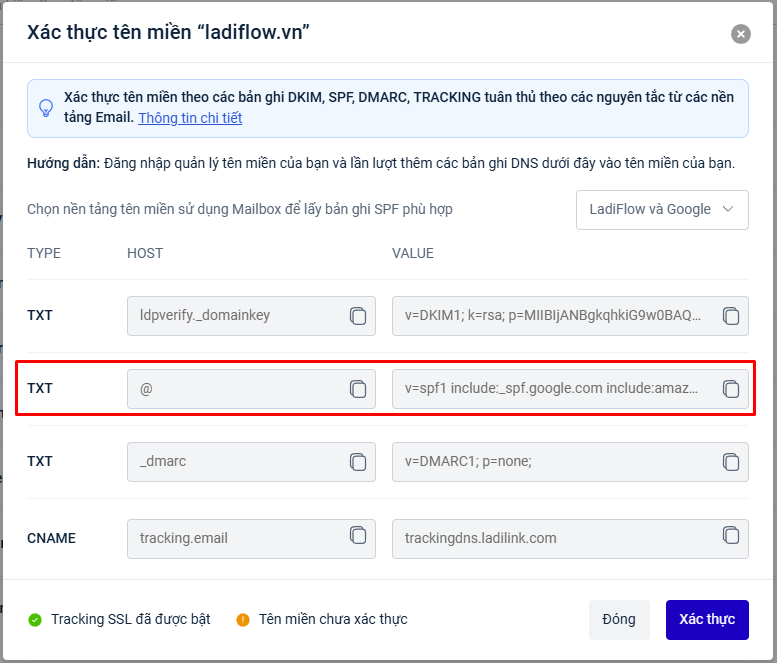 Xác thực tên miền “ladiflow.vn”
Xác thực tên miền theo các bản ghi DKIM, SPF, DMARC, TRACKING tuân thủ theo các nguyên tắc từ các nền
tảng Email. Thông tin chi tiết
Hướng dẫn: Đăng nhập quản lý tên miền của bạn và lần lượt thêm các bản ghi DNS dưới đây vào tên miền của bạn.
Chọn nền tảng tên miền sử dụng Mailbox để lấy bản ghi SPF phù hợp
LadiFlow và Google
TYPE HOST VALUE
TXT ldpverify._domainkey v=DKIM1; k=rsa; p=MIIBIjANBgkqhkiG9w0BAQ...
TXT @ v=spf1 include:_spf.google.com include:amaz...
TXT _dmarc v=DMARC1; p=none;
CNAME tracking.email trackingdns.ladilink.com
Tracking SSL đã được bật Tên miền chưa xác thực Đóng Xác thực